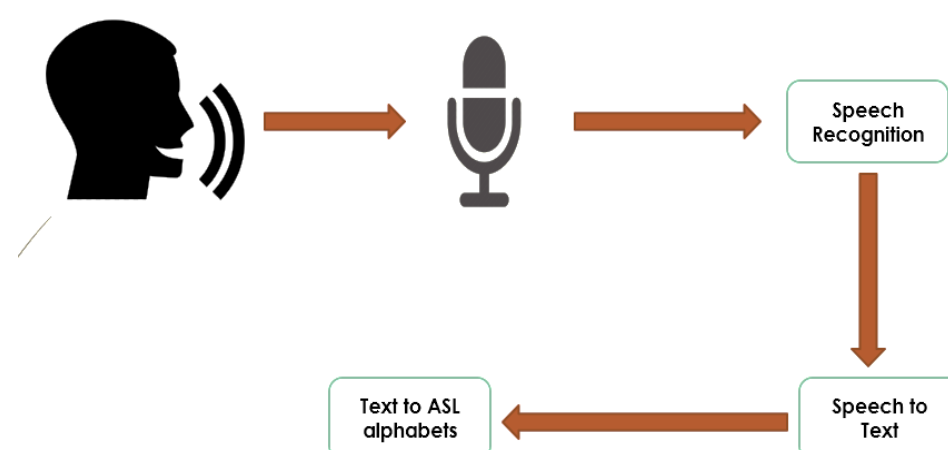 Speech
Recognition
Text to ASL
alphabets
Speech to
Text